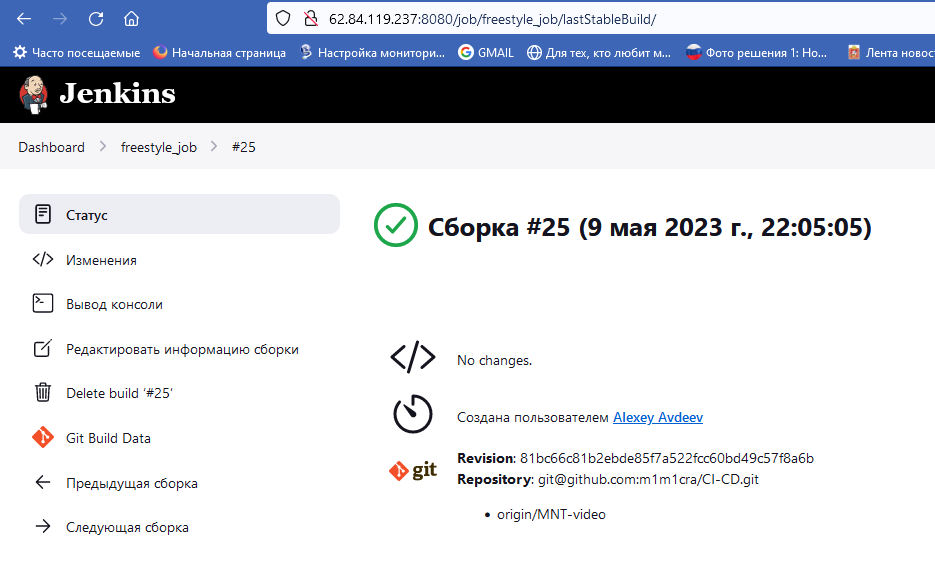 62.84.119.237:8080/job/freestyle_job/lastStableBuild/
Часто посещаемые Начальная страница Настройка монитори... GMAIL Для тех, кто любит м... Фото решения 1: Но... Лента новост
Jenkins
Dashboard freestyle_job #25
Статус
Изменения
Вывод консоли
Редактировать информацию сборки
Delete build ‘#25’
Git Build Data
Предыдущая сборка
Следующая сборка
Сборка #25 (9 мая 2023 г., 22:05:05)
No changes.
Создана пользователем Alexey Avdeev
git
Revision: 81bc66c81b2ebde85f7a522fcc60bd49c57f8a6b
Repository: git@github.com:m1m1cra/CI-CD.git
• origin/MNT-video